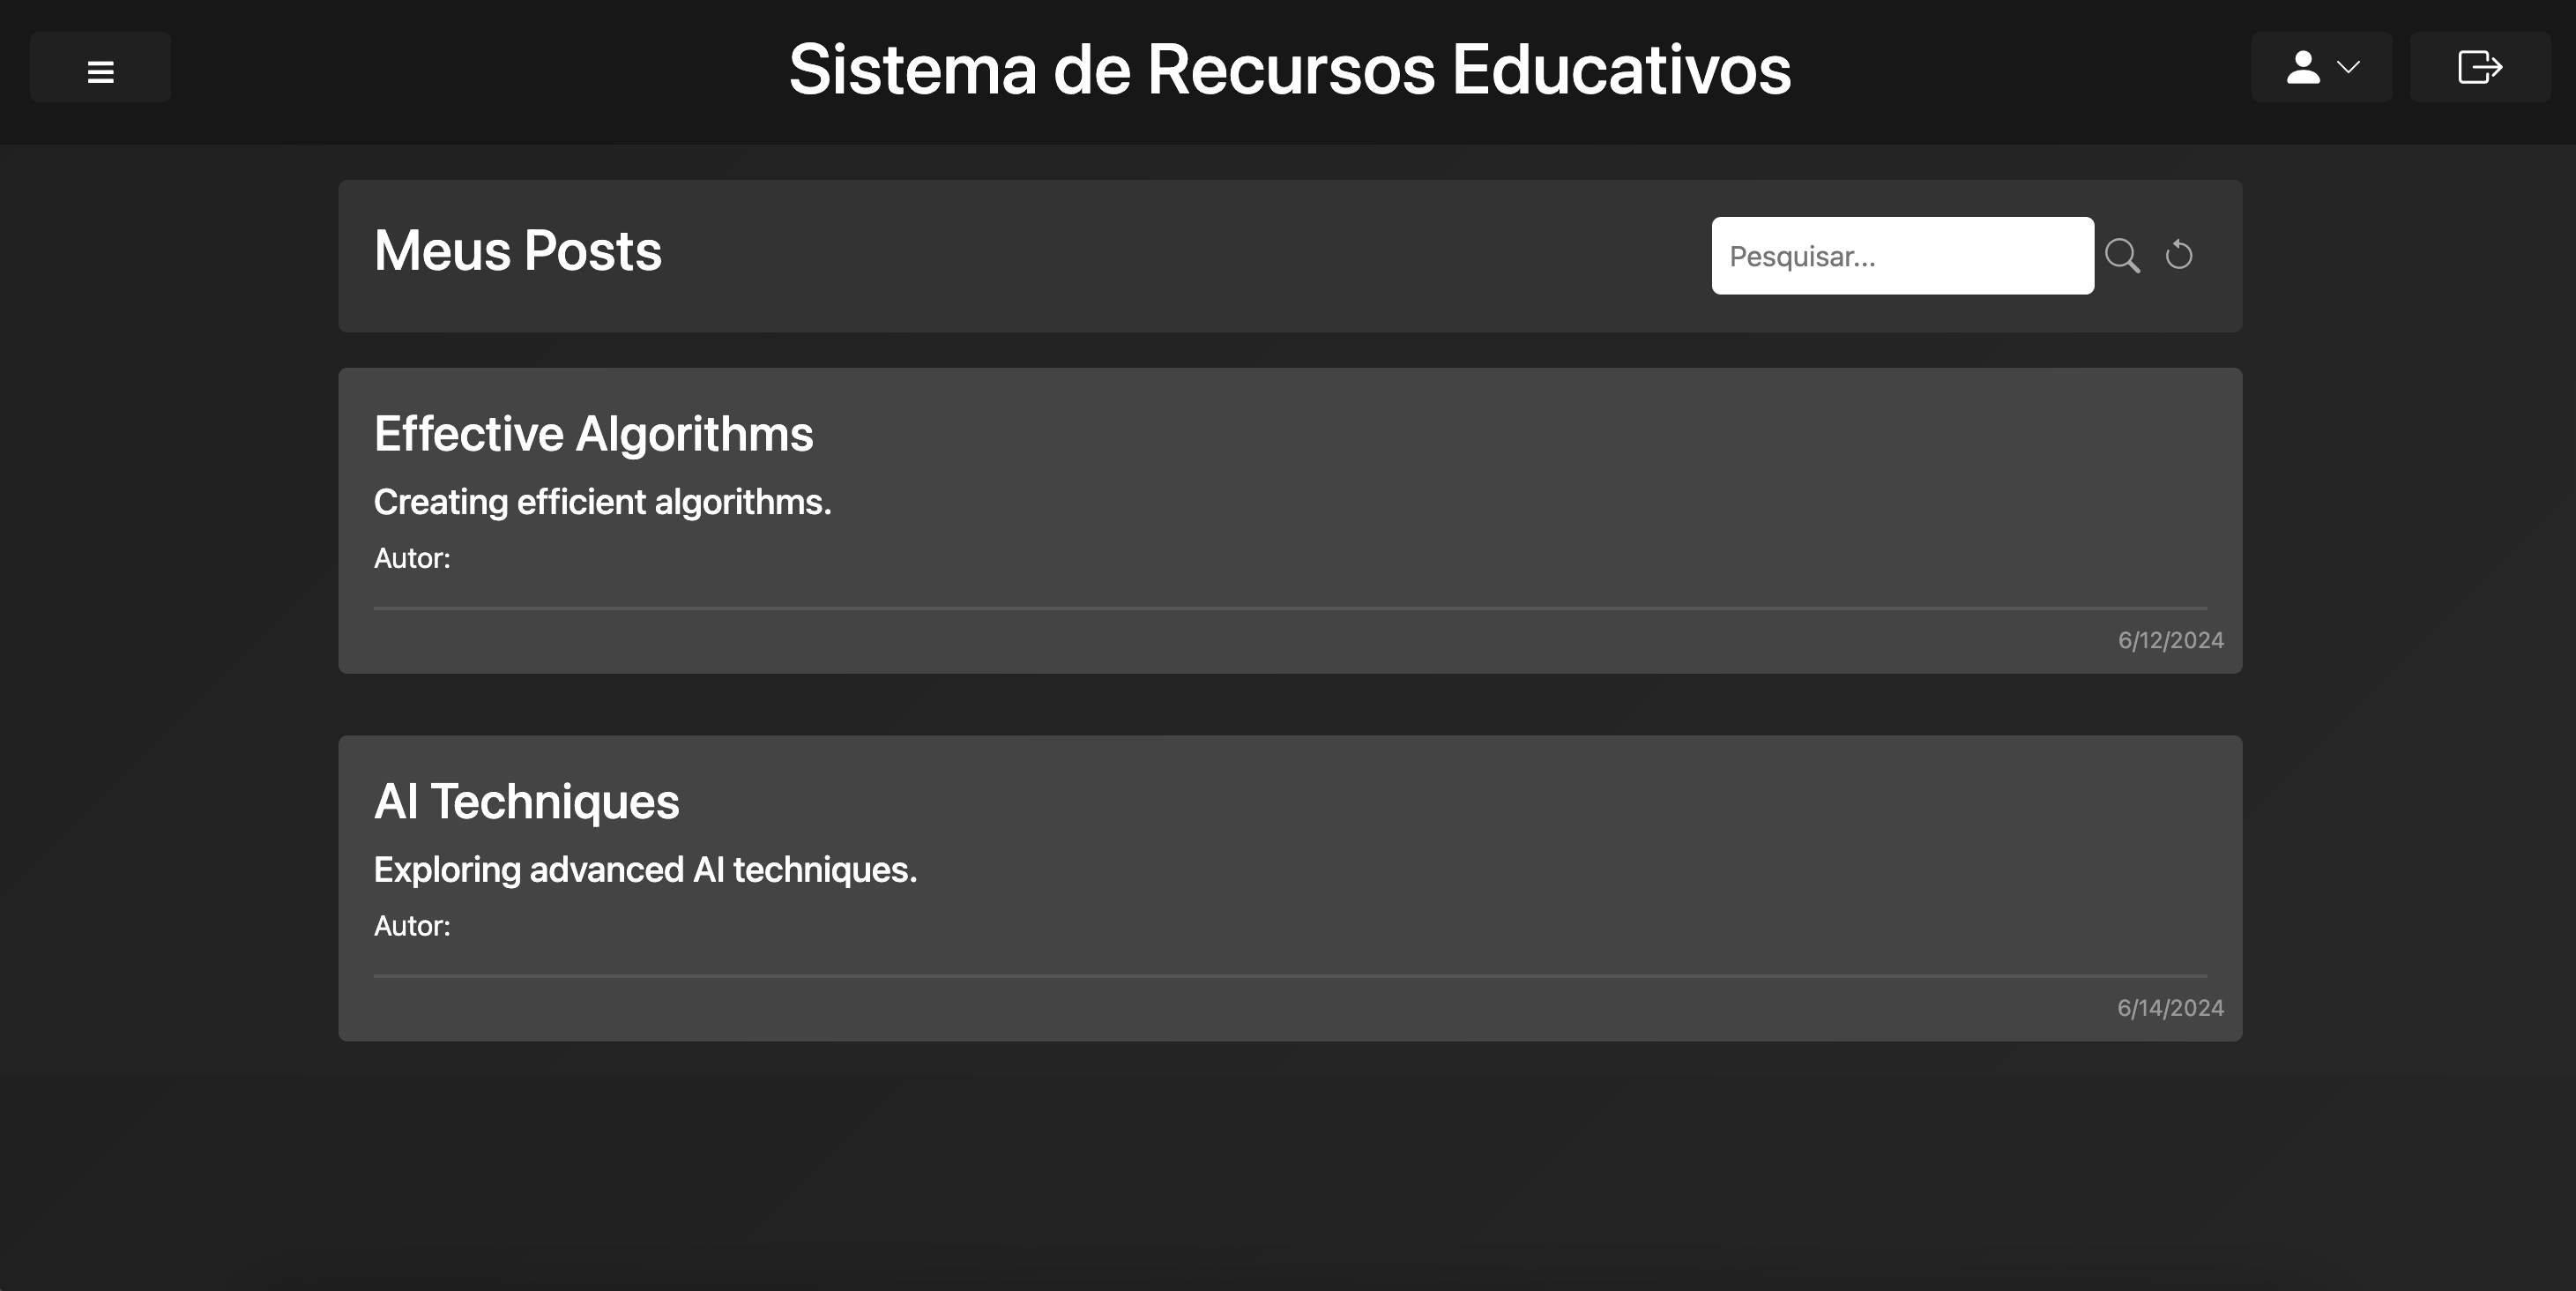 Sistema de Recursos Educativos
Meus Posts
Pesquisar...
Effective Algorithms
Creating efficient algorithms.
Autor:
6/12/2024
AI Techniques
Exploring advanced AI techniques.
Autor:
6/14/2024